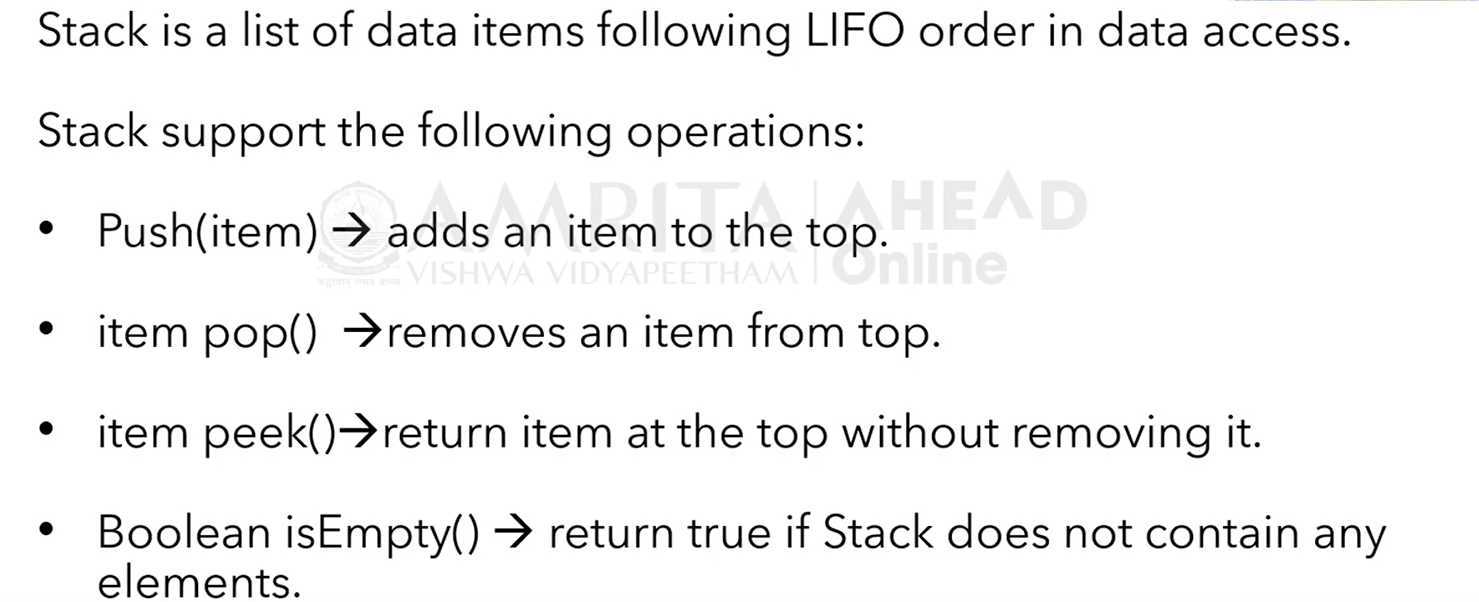 Stack is a list of data items following LIFO order in data access.
Stack support the following operations:
AMRITA AHEAD
• Push(item) → adds an item to the top.
VISHWA VIDYAPEETHAM Online
• item pop() →removes an item from top.
• item peek()→return item at the top without removing it.
• Boolean isEmpty() → return true if Stack does not contain any
elements.